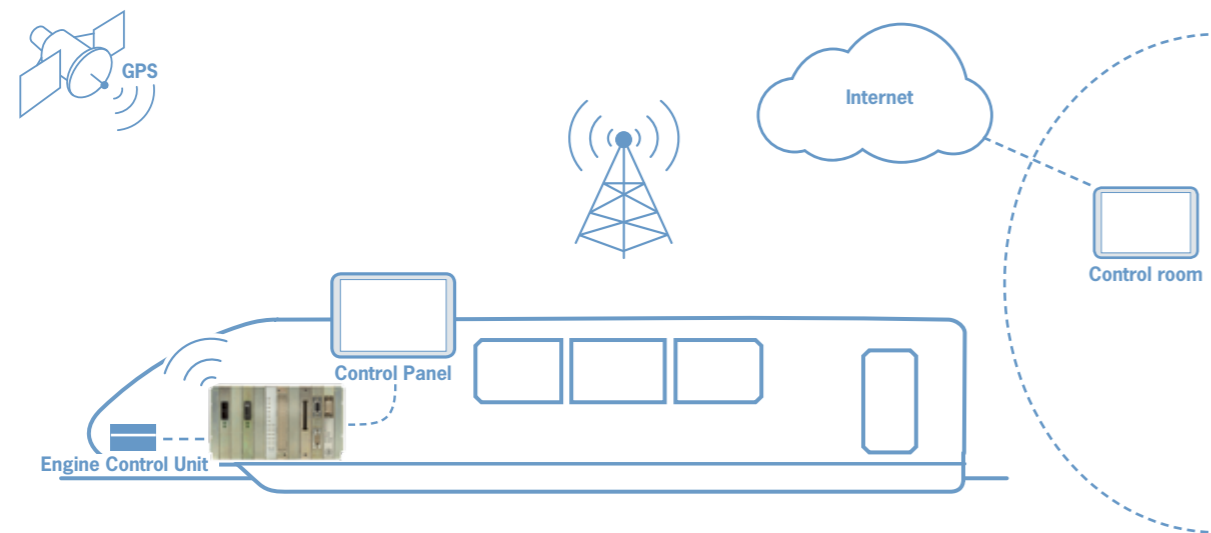 GPS
Internet
Control room
Control Panel
Engine Control Unit